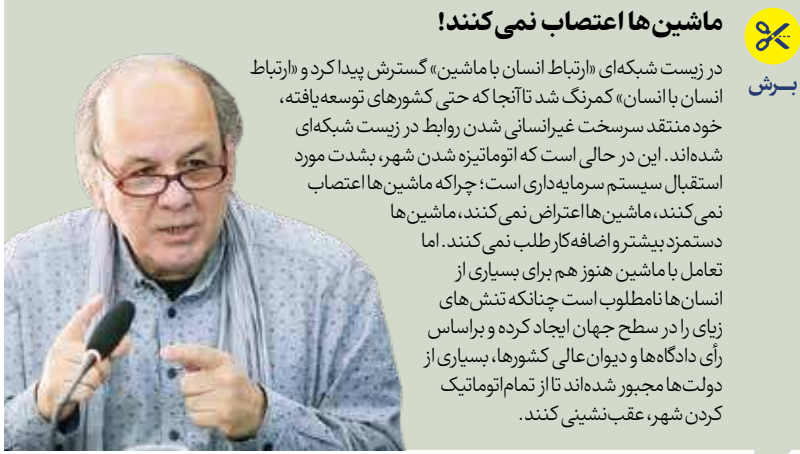 ماشین‌ها اعتصاب نمی‌کنند!
برش
در زیست شبکه‌ای «ارتباط انسان با ماشین» گسترش پیدا کرد و «ارتباط
انسان با انسان» کمرنگ شد تا آنجا که حتی کشورهای توسعه‌یافته،
خود منتقد سرسخت غیرانسانی شدن روابط در زیست شبکه‌ای
شده‌اند. این در حالی است که اتوماتیزه شدن شهر، بشدت مورد
استقبال سیستم سرمایه‌داری است؛ چراکه ماشین‌ها اعتصاب
نمی‌کنند، ماشین‌ها اعتراض نمی‌کنند، ماشین‌ها
دستمزد بیشتر و اضافه‌کار طلب نمی‌کنند. اما
تعامل با ماشین هنوز هم برای بسیاری از
انسان‌ها نامطلوب است چنانکه تنش‌های
زیای را در سطح جهان ایجاد کرده و براساس
رأی دادگاه‌ها و دیوان‌عالی کشورها، بسیاری از
دولت‌ها مجبور شده‌اند تا از تمام‌اتوماتیک
کردن شهر، عقب‌نشینی کنند.